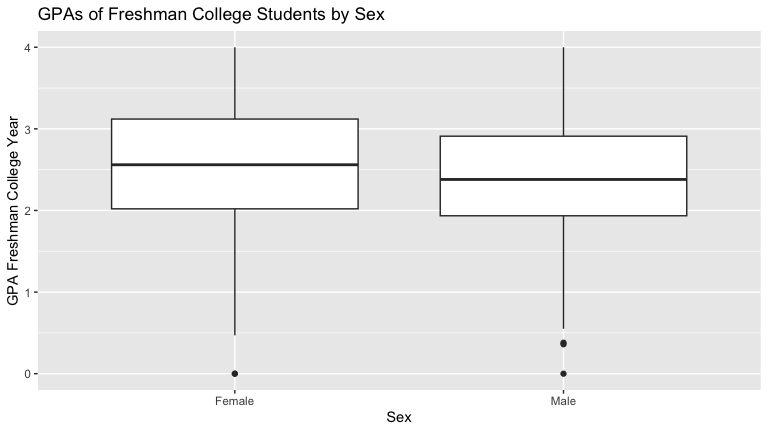 GPAs of Freshman College Students by Sex
GPA Freshman College Year
4
3
2
1
0
Female Male
Sex